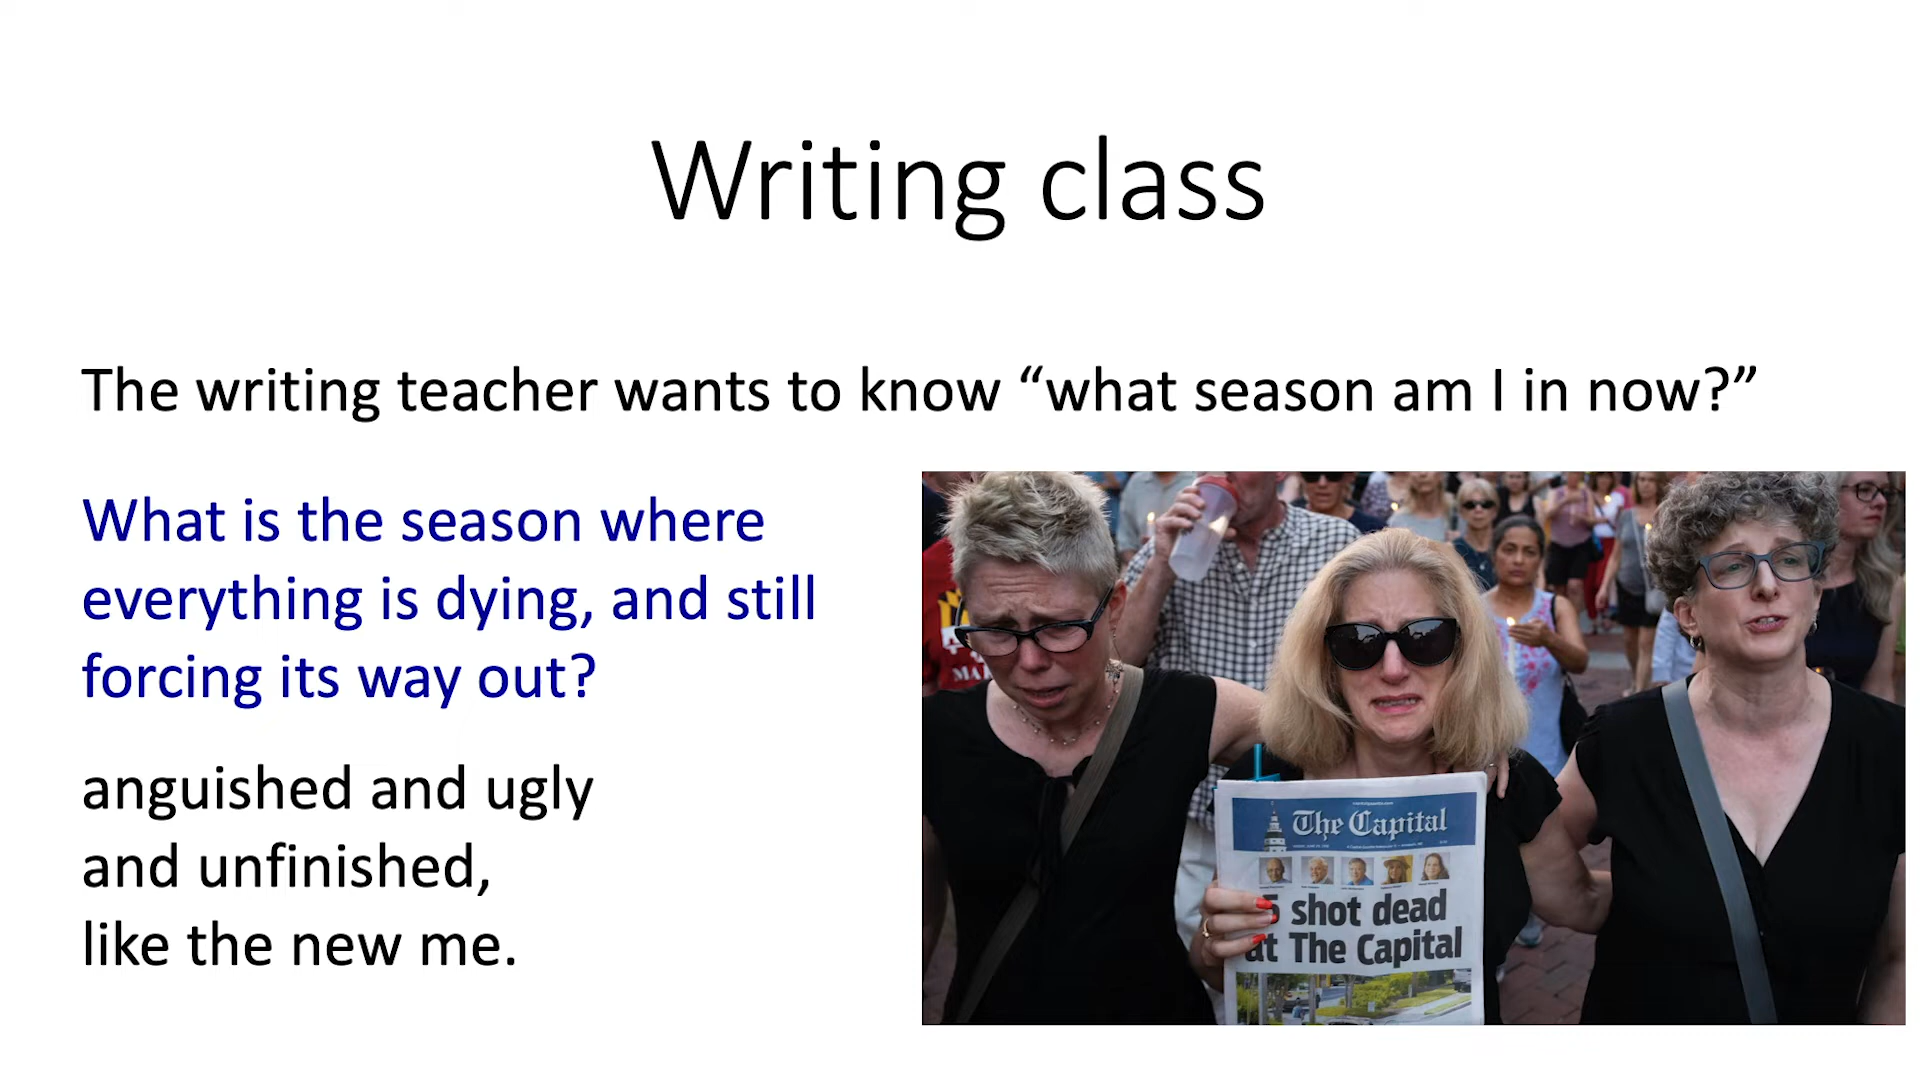 Writing class
The writing teacher wants to know “what season am I in now?”
What is the season where
everything is dying, and still
forcing its way out?
anguished and ugly
and unfinished,
like the new me.
The Capital
5 shot dead
at The Capital